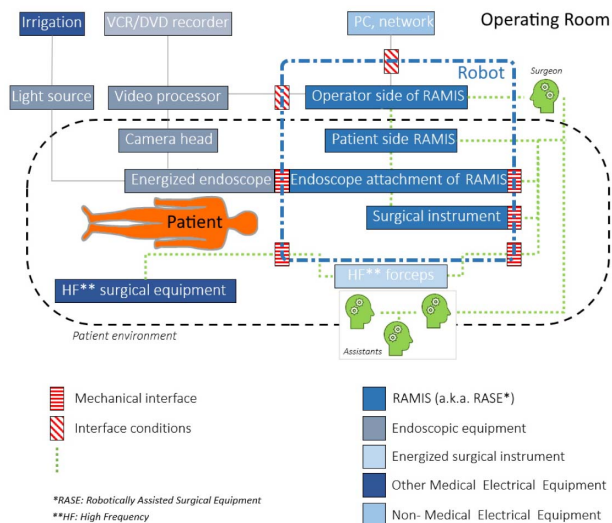 Irrigation
VCR/DVD recorder
PC, network
Operating Room
Robot
Surgeon
Light source
Video processor
Operator side of RAMIS
Camera head
Patient side RAMIS
Energized endoscope
Endoscope attachment of RAMIS
Patient
Surgical instrument
HF** surgical equipment
HF** forceps
Patient environment
Assistants
Mechanical interface
Interface conditions
RAMIS (a.k.a. RASE*)
Endoscopic equipment
Energized surgical instrument
Other Medical Electrical Equipment
Non- Medical Electrical Equipment
*RASE: Robotically Assisted Surgical Equipment
**HF: High Frequency